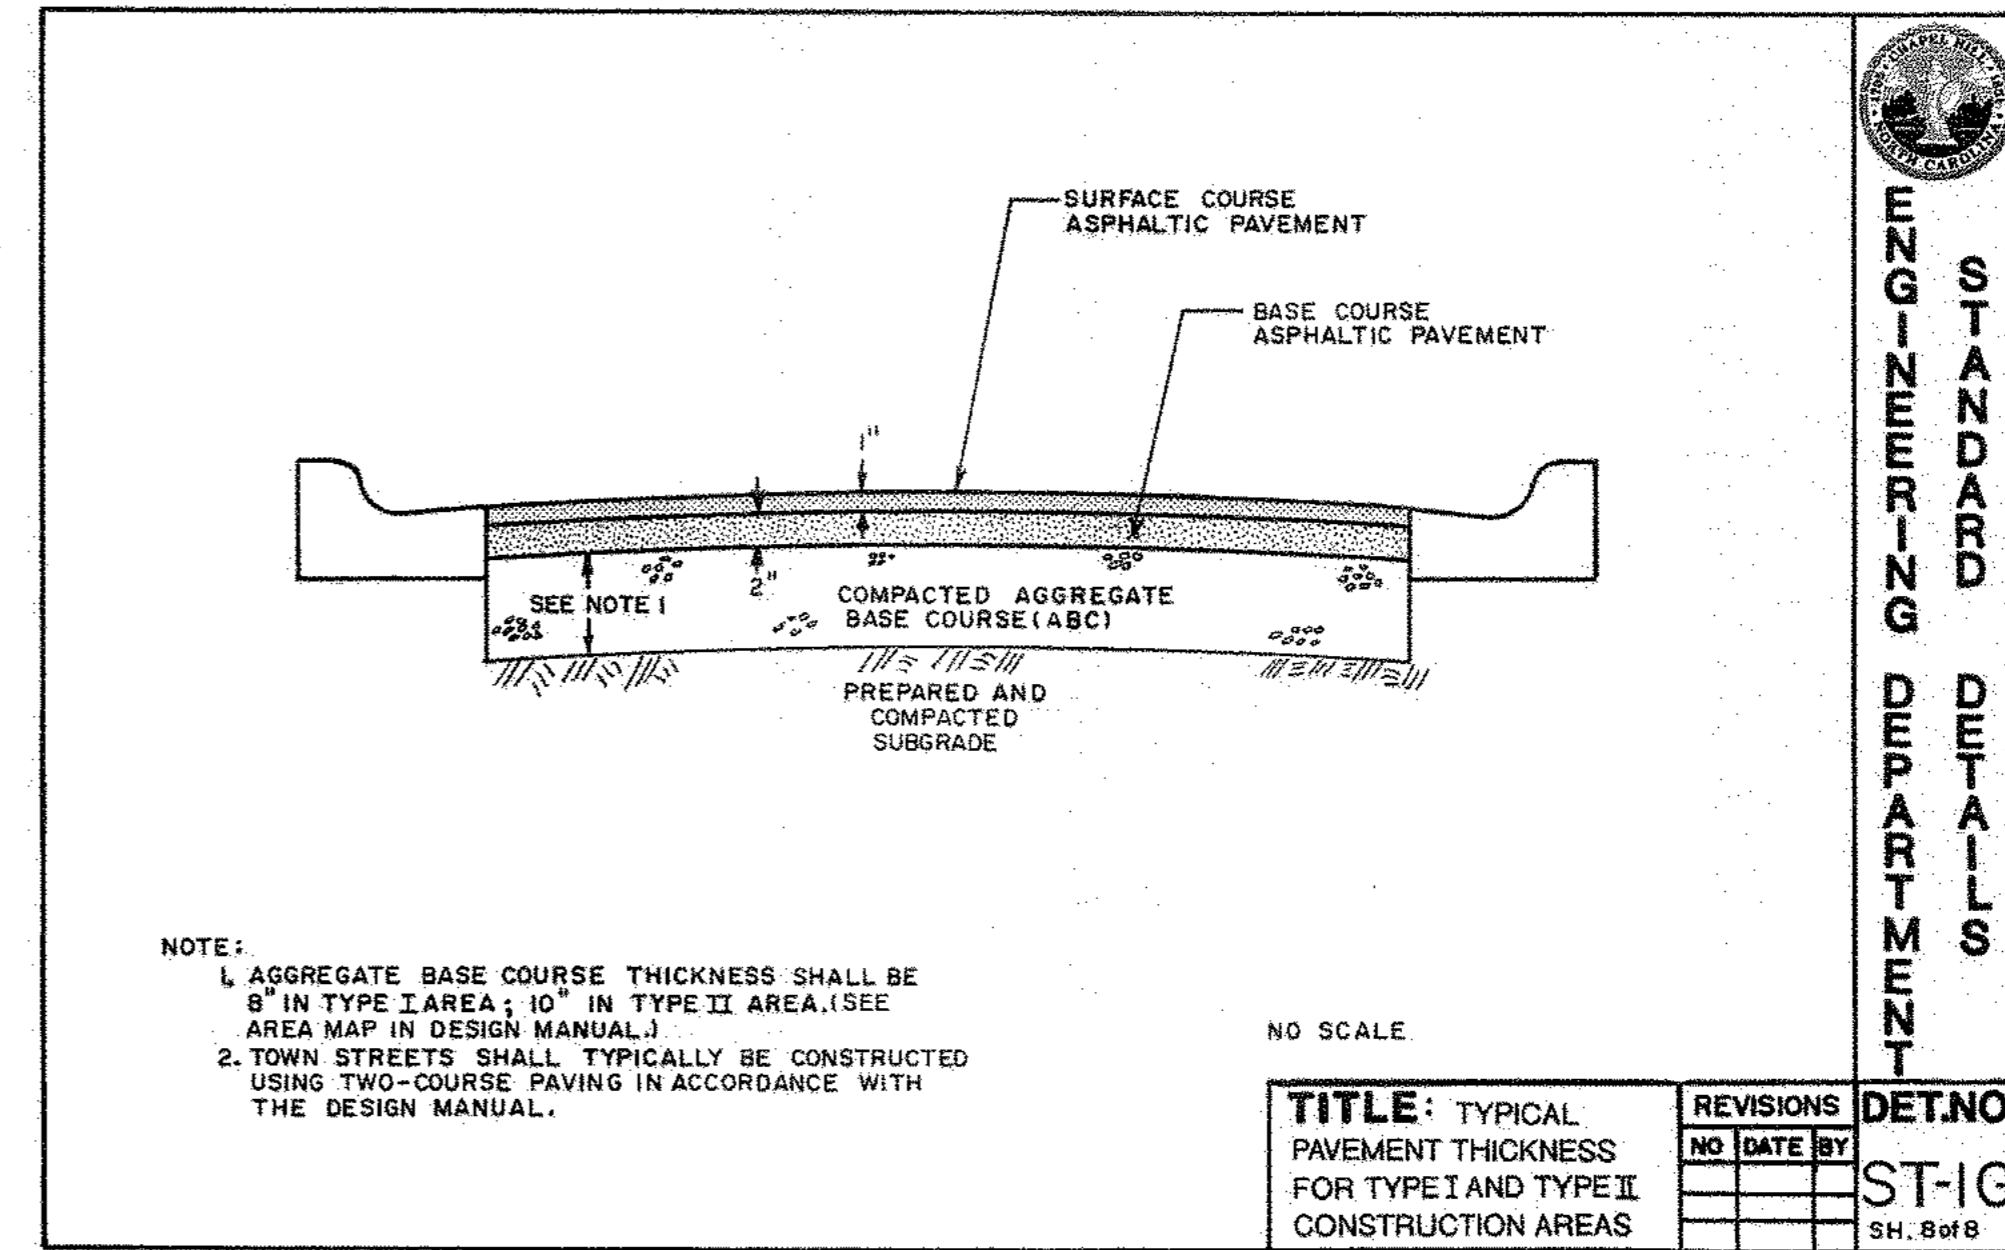 CHAPEL HILL
NORTH CAROLINA
SURFACE COURSE
ASPHALTIC PAVEMENT
BASE COURSE
ASPHALTIC PAVEMENT
2"
SEE NOTE 1
COMPACTED AGGREGATE
BASE COURSE (ABC)
PREPARED AND
COMPACTED
SUBGRADE
NOTE:
1. AGGREGATE BASE COURSE THICKNESS SHALL BE
8" IN TYPE I AREA; 10" IN TYPE II AREA. (SEE
AREA MAP IN DESIGN MANUAL.)
2. TOWN STREETS SHALL TYPICALLY BE CONSTRUCTED
USING TWO-COURSE PAVING IN ACCORDANCE WITH
THE DESIGN MANUAL.
NO SCALE
TITLE: TYPICAL
PAVEMENT THICKNESS
FOR TYPE I AND TYPE II
CONSTRUCTION AREAS
REVISIONS
NO DATE BY
STANDARD DETAILS
ENGINEERING DEPARTMENT
DET.NO
ST-1G
SH. 8 of 8